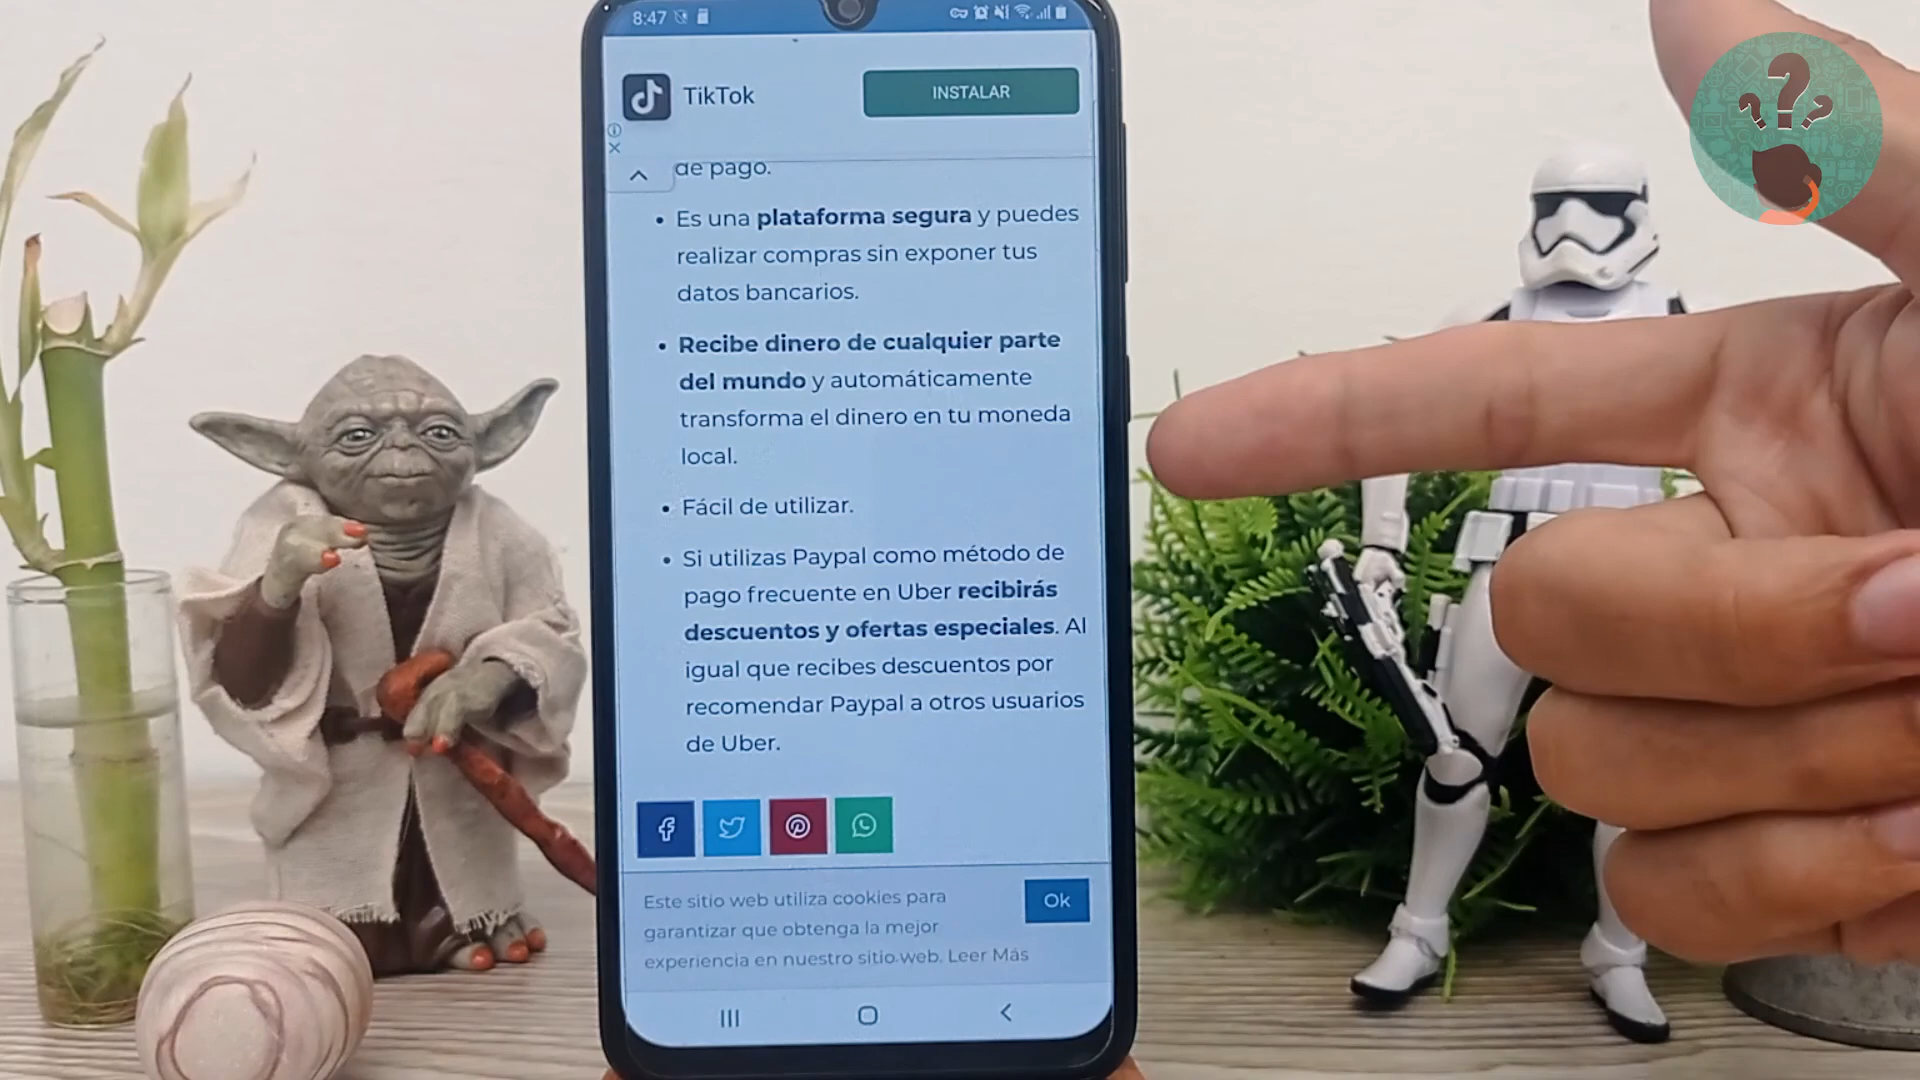 8:47
TikTok
INSTALAR
de pago.
• Es una plataforma segura y puedes
realizar compras sin exponer tus
datos bancarios.
• Recibe dinero de cualquier parte
del mundo y automáticamente
transforma el dinero en tu moneda
local.
• Fácil de utilizar.
• Si utilizas Paypal como método de
pago frecuente en Uber recibirás
descuentos y ofertas especiales. Al
igual que recibes descuentos por
recomendar Paypal a otros usuarios
de Uber.
Este sitio web utiliza cookies para
garantizar que obtenga la mejor
experiencia en nuestro sitio web. Leer Más
Ok